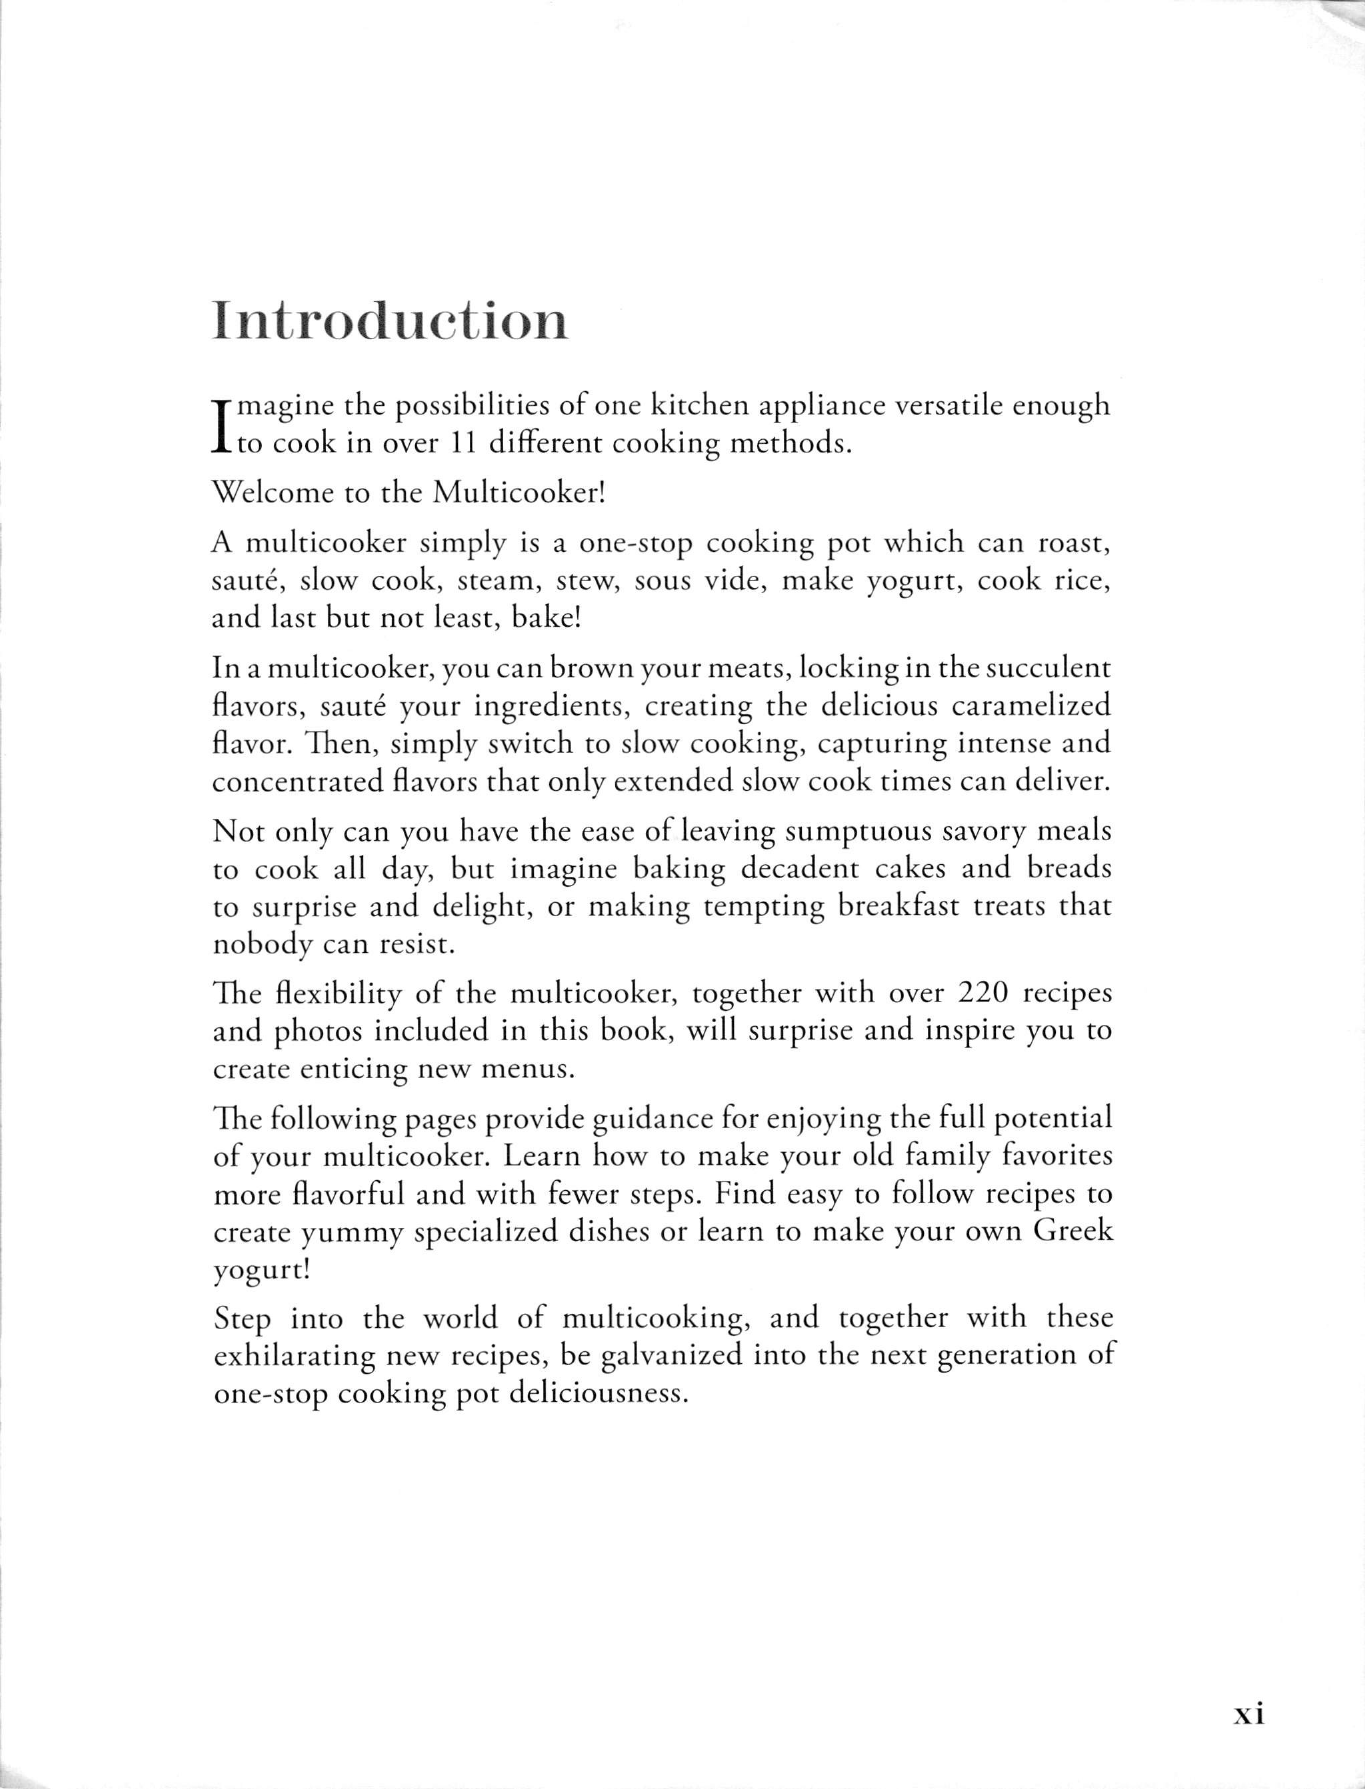 Introduction
Imagine the possibilities of one kitchen appliance versatile enough
to cook in over 11 different cooking methods.
Welcome to the Multicooker!
A multicooker simply is a one-stop cooking pot which can roast,
sauté, slow cook, steam, stew, sous vide, make yogurt, cook rice,
and last but not least, bake!
In a multicooker, you can brown your meats, locking in the succulent
flavors, sauté your ingredients, creating the delicious caramelized
flavor. Then, simply switch to slow cooking, capturing intense and
concentrated flavors that only extended slow cook times can deliver.
Not only can you have the ease of leaving sumptuous savory meals
to cook all day, but imagine baking decadent cakes and breads
to surprise and delight, or making tempting breakfast treats that
nobody can resist.
The flexibility of the multicooker, together with over 220 recipes
and photos included in this book, will surprise and inspire you to
create enticing new menus.
The following pages provide guidance for enjoying the full potential
of your multicooker. Learn how to make your old family favorites
more flavorful and with fewer steps. Find easy to follow recipes to
create yummy specialized dishes or learn to make your own Greek
yogurt!
Step into the world of multicooking, and together with these
exhilarating new recipes, be galvanized into the next generation of
one-stop cooking pot deliciousness.
xi